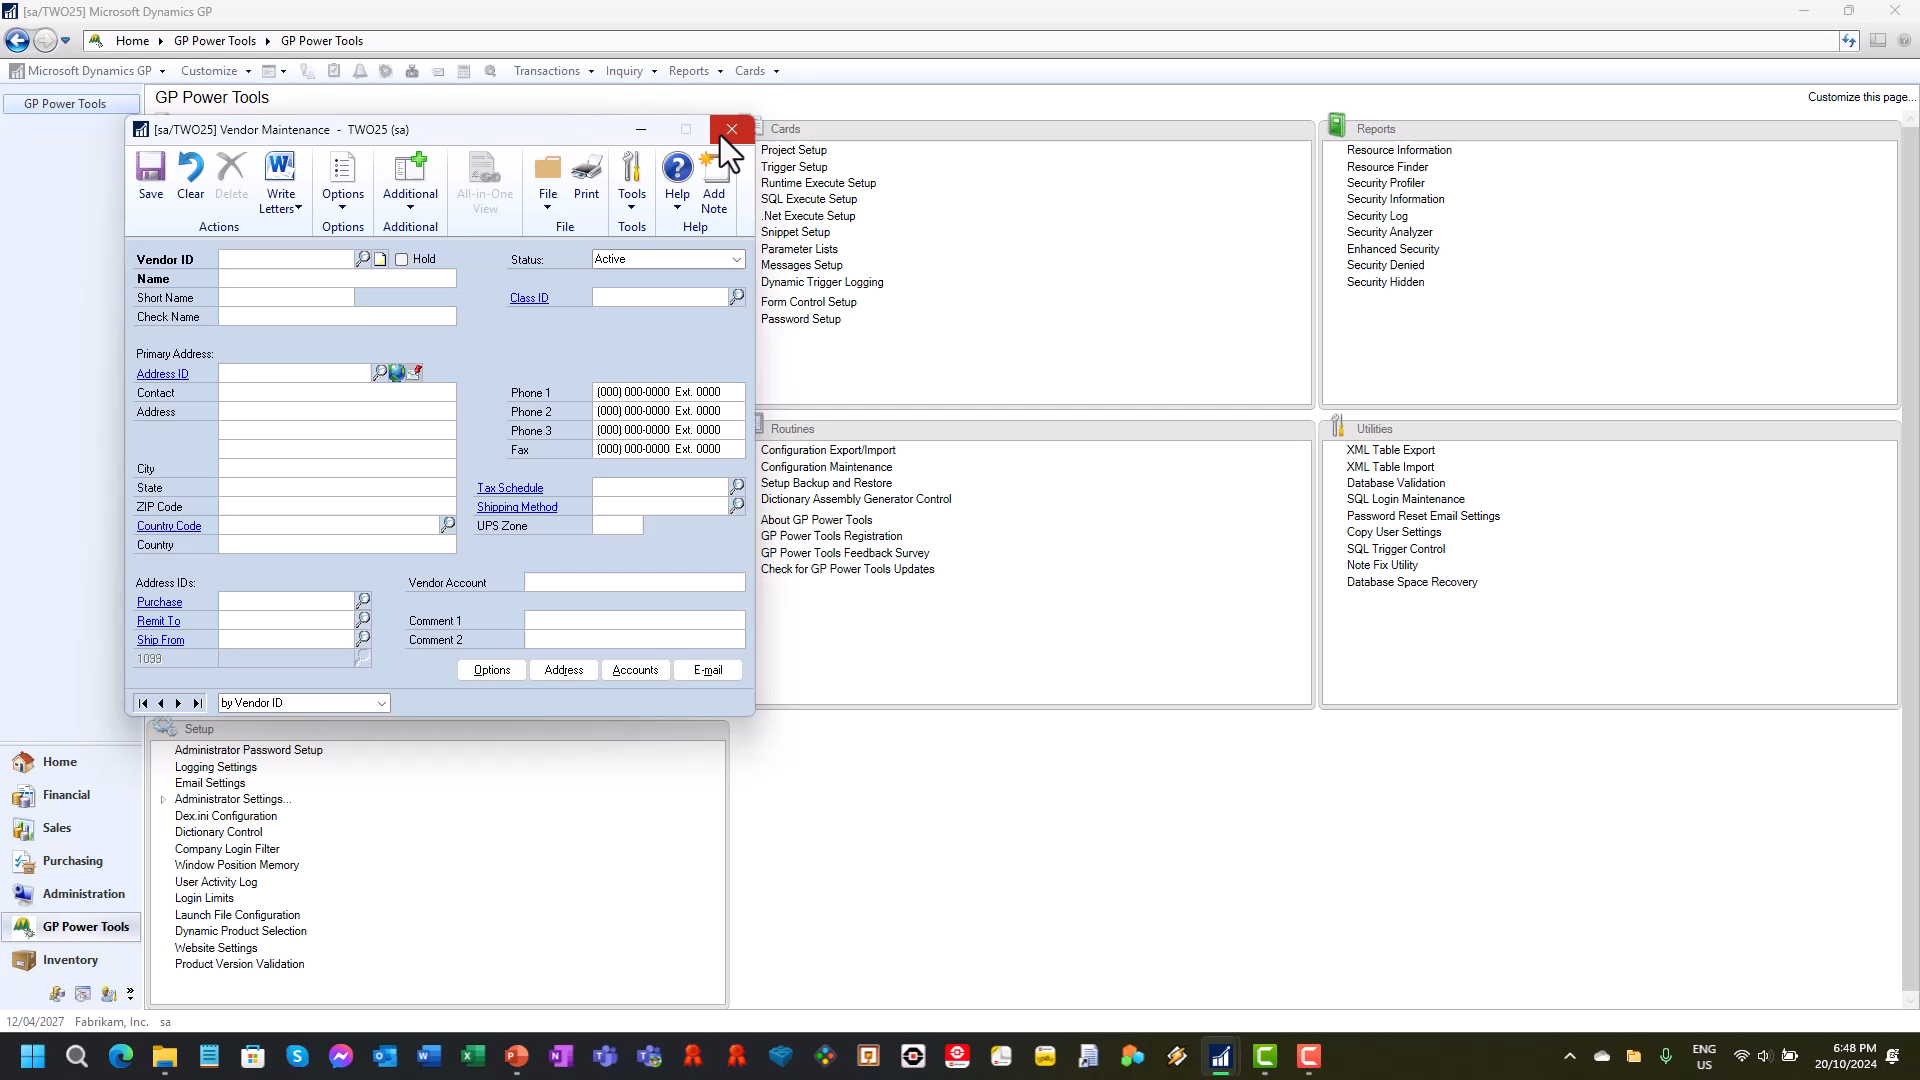 [sa/TWO25] Microsoft Dynamics GP
Home GP Power Tools GP Power Tools
Microsoft Dynamics GP Customize Transactions Inquiry Reports Cards
GP Power Tools
GP Power Tools
Customize this page...
[sa/TWO25] Vendor Maintenance - TWO25 (sa)
Save Clear Delete Write Letters Options Additional All-in-One View File Print Tools Help Add Note
Actions Options Additional File Tools Help
Vendor ID Hold Status: Active
Name
Short Name Class ID
Check Name
Primary Address:
Address ID
Contact Phone 1 (000) 000-0000 Ext. 0000
Address Phone 2 (000) 000-0000 Ext. 0000
Phone 3 (000) 000-0000 Ext. 0000
Fax (000) 000-0000 Ext. 0000
City
State Tax Schedule
ZIP Code Shipping Method
Country Code UPS Zone
Country
Address IDs: Vendor Account
Purchase
Remit To Comment 1
Ship From Comment 2
1099
Options Address Accounts E-mail
by Vendor ID
Cards
Project Setup
Trigger Setup
Runtime Execute Setup
SQL Execute Setup
.Net Execute Setup
Snippet Setup
Parameter Lists
Messages Setup
Dynamic Trigger Logging
Form Control Setup
Password Setup
Reports
Resource Information
Resource Finder
Security Profiler
Security Information
Security Log
Security Analyzer
Enhanced Security
Security Denied
Security Hidden
Routines
Configuration Export/Import
Configuration Maintenance
Setup Backup and Restore
Dictionary Assembly Generator Control
About GP Power Tools
GP Power Tools Registration
GP Power Tools Feedback Survey
Check for GP Power Tools Updates
Utilities
XML Table Export
XML Table Import
Database Validation
SQL Login Maintenance
Password Reset Email Settings
Copy User Settings
SQL Trigger Control
Note Fix Utility
Database Space Recovery
Setup
Administrator Password Setup
Logging Settings
Email Settings
Administrator Settings...
Dex.ini Configuration
Dictionary Control
Company Login Filter
Window Position Memory
User Activity Log
Login Limits
Launch File Configuration
Dynamic Product Selection
Website Settings
Product Version Validation
Home
Financial
Sales
Purchasing
Administration
GP Power Tools
Inventory
12/04/2027 Fabrikam, Inc. sa
ENG
US
6:48 PM
20/10/2024